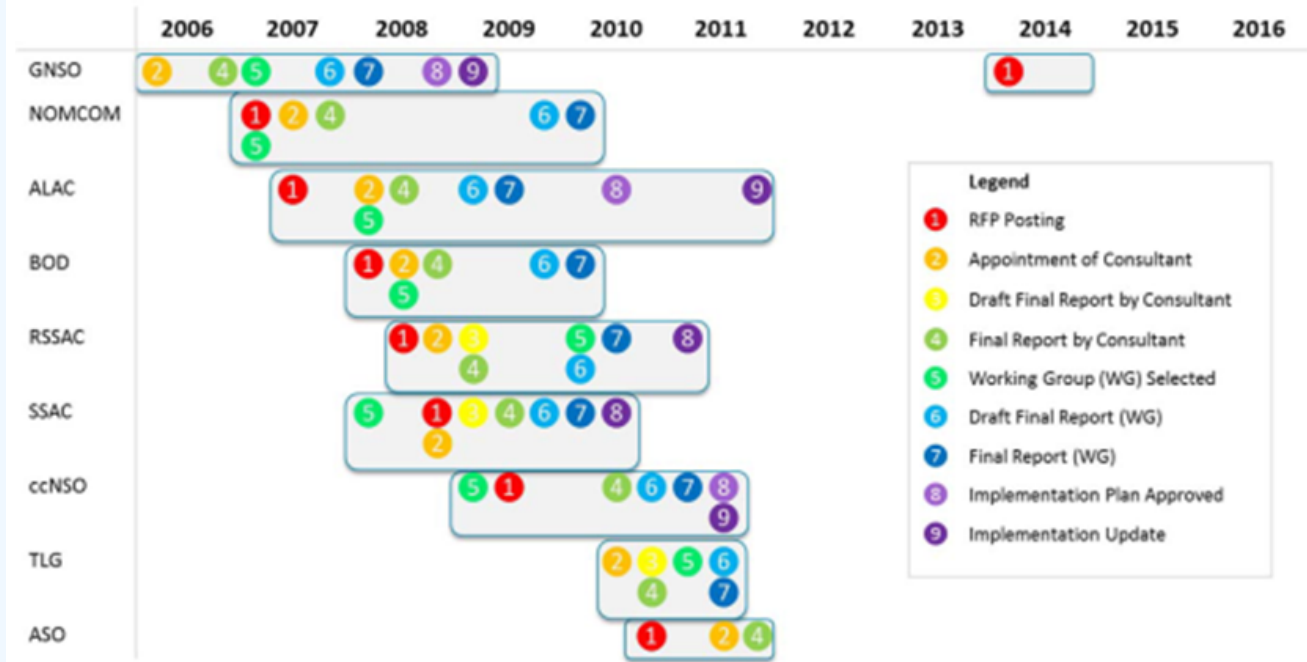 2006 2007 2008 2009 2010 2011 2012 2013 2014 2015 2016
GNSO 2 4 5 6 7 8 9 1
NOMCOM 1 2 4 6 7
5
ALAC 1 2 4 6 7 8 9
5
BOD 1 2 4 6 7
5
RSSAC 1 2 3 5 7 8
4 6
SSAC 5 1 3 4 6 7 8
2
ccNSO 5 1 4 6 7 8
9
TLG 2 3 5 6
4 7
ASO 1 2 4
Legend
1 RFP Posting
2 Appointment of Consultant
3 Draft Final Report by Consultant
4 Final Report by Consultant
5 Working Group (WG) Selected
6 Draft Final Report (WG)
7 Final Report (WG)
8 Implementation Plan Approved
9 Implementation Update